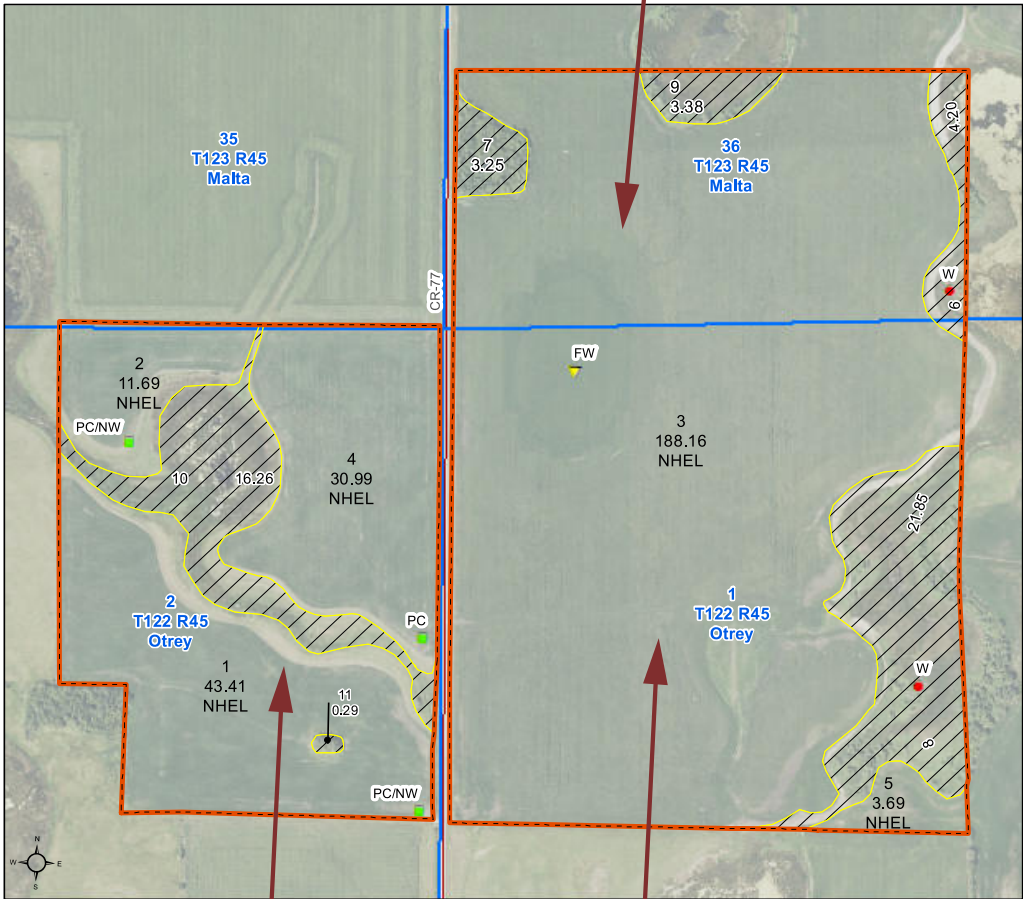 9
3.38
4.20
35
T123 R45
Malta
36
T123 R45
Malta
7
3.25
CR-77
W
6
FW
2
11.69
NHEL
PC/NW
3
188.16
NHEL
4
30.99
NHEL
10
16.26
21.85
2
T122 R45
Otrey
1
T122 R45
Otrey
PC
1
43.41
NHEL
W
11
0.29
8
5
3.69
NHEL
PC/NW
N
W
E
S